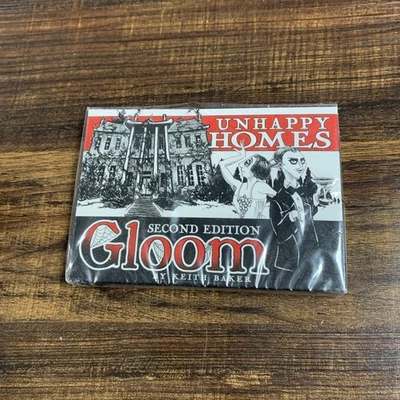 UNHAPPY
HOMES
SECOND EDITION
Gloom
BY KEITH BAKER